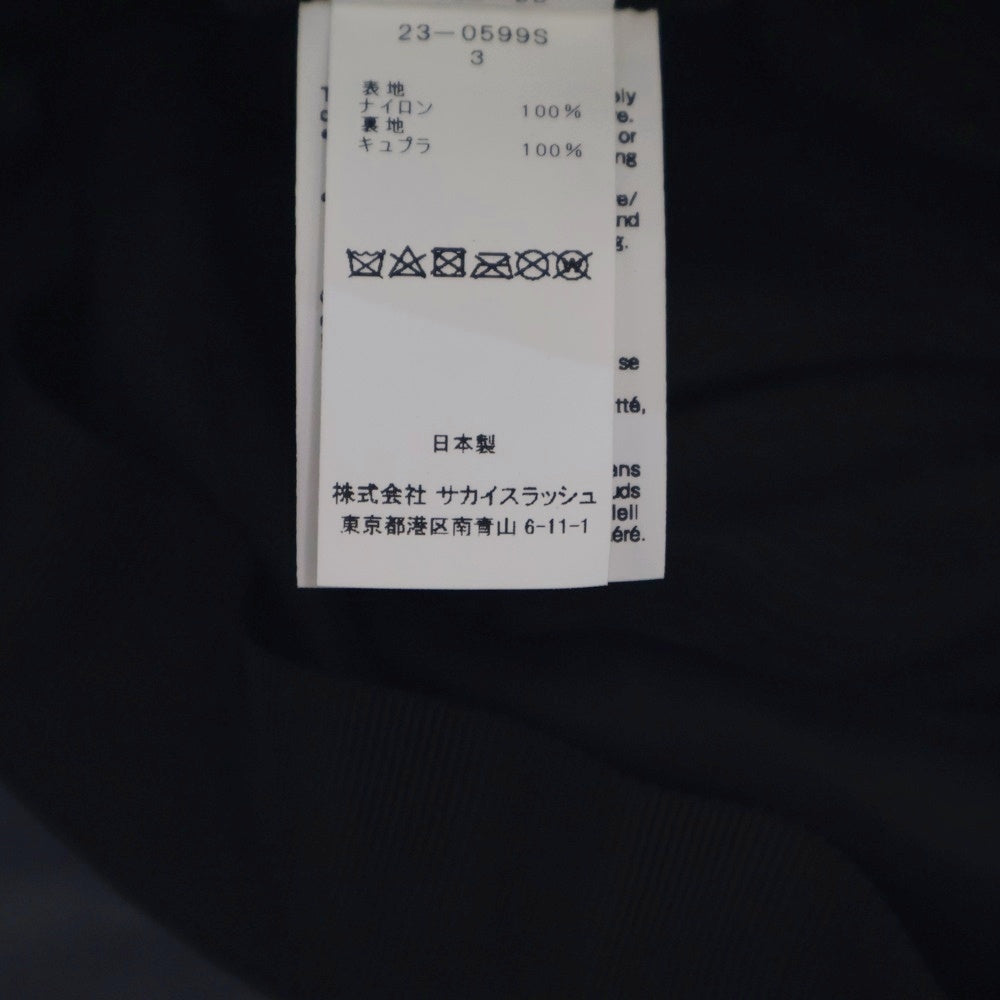 23-0599S
3
表地
ナイロン 100%
裏地
キュプラ 100%
日本製
株式会社 サカイスラッシュ
東京都港区南青山 6-11-1
or
se